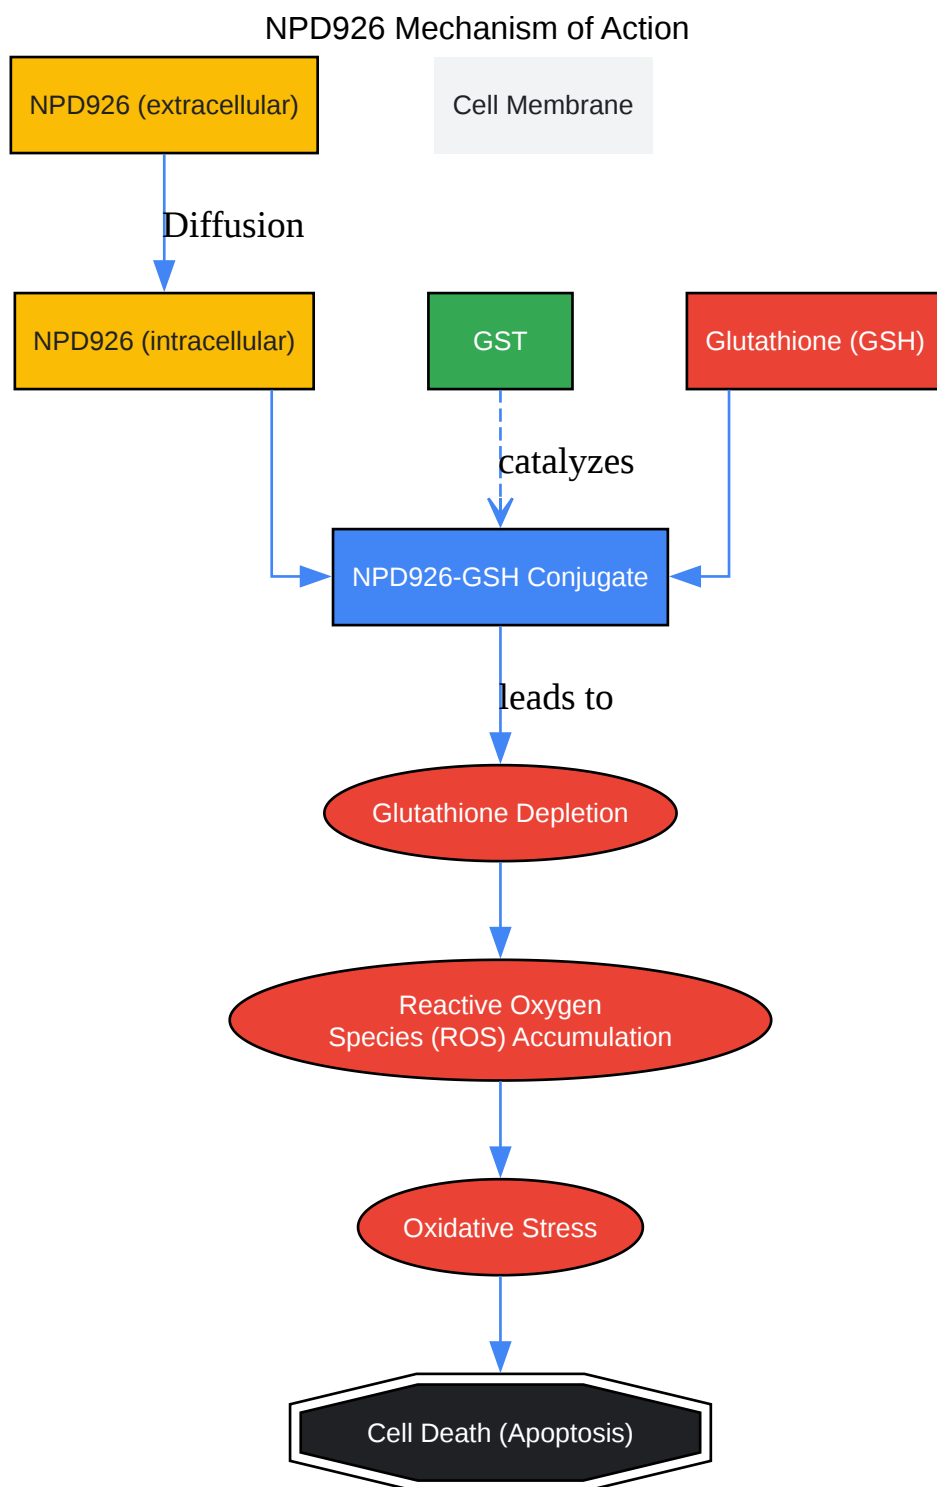 NPD926 Mechanism of Action
NPD926 (extracellular)
Cell Membrane
Diffusion
NPD926 (intracellular)
GST
Glutathione (GSH)
catalyzes
NPD926-GSH Conjugate
leads to
Glutathione Depletion
Reactive Oxygen
Species (ROS) Accumulation
Oxidative Stress
Cell Death (Apoptosis)